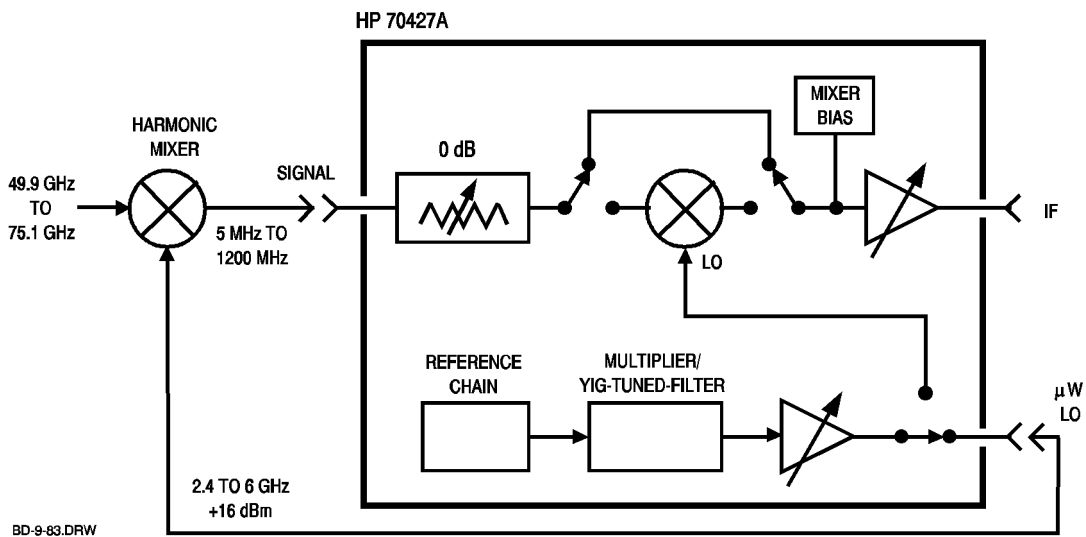 HP 70427A
MIXER
BIAS
HARMONIC
MIXER
0 dB
SIGNAL
49.9 GHz
TO
75.1 GHz
5 MHz TO
1200 MHz
IF
LO
REFERENCE
CHAIN
MULTIPLIER/
YIG-TUNED-FILTER
μW
LO
2.4 TO 6 GHz
+16 dBm
BD-9-83.DRW